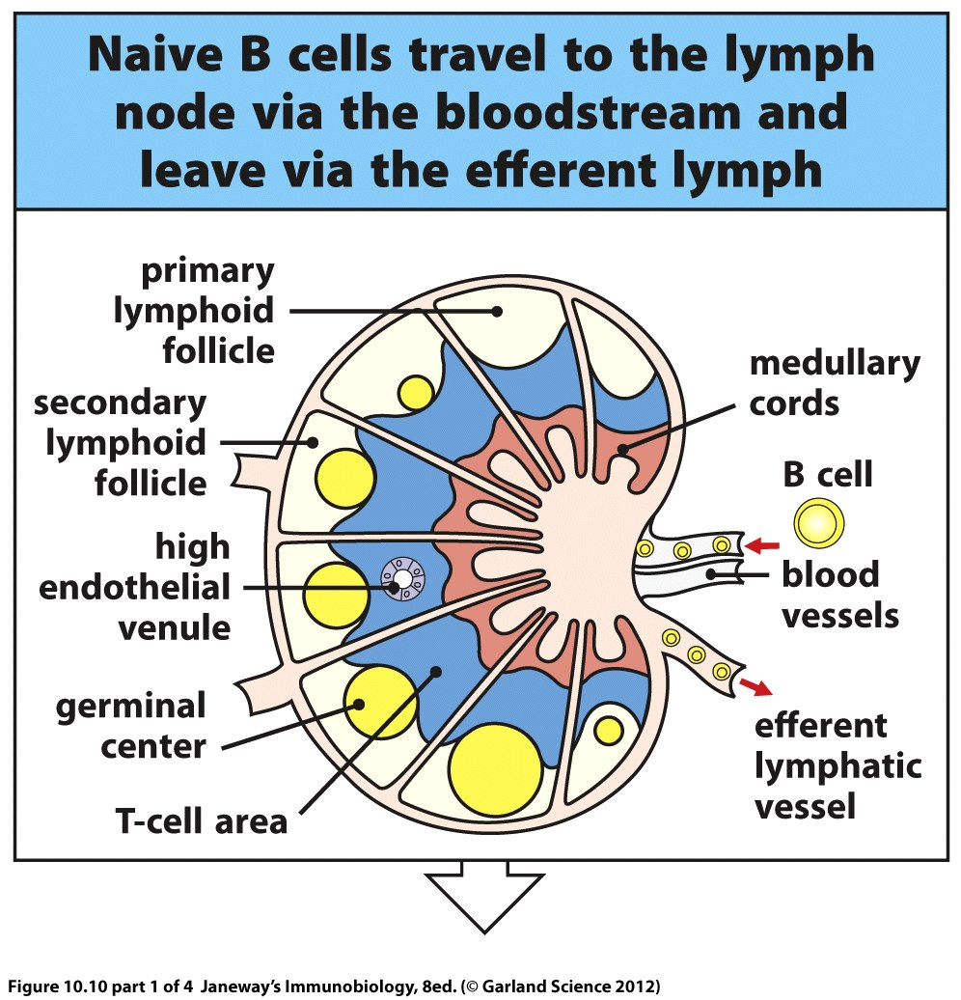 Naive B cells travel to the lymph
node via the bloodstream and
leave via the efferent lymph
primary
lymphoid
follicle
secondary
lymphoid
follicle
high
endothelial
venule
germinal
center
T-cell area
medullary
cords
B cell
blood
vessels
efferent
lymphatic
vessel
Figure 10.10 part 1 of 4 Janeway's Immunobiology, 8ed. (© Garland Science 2012)